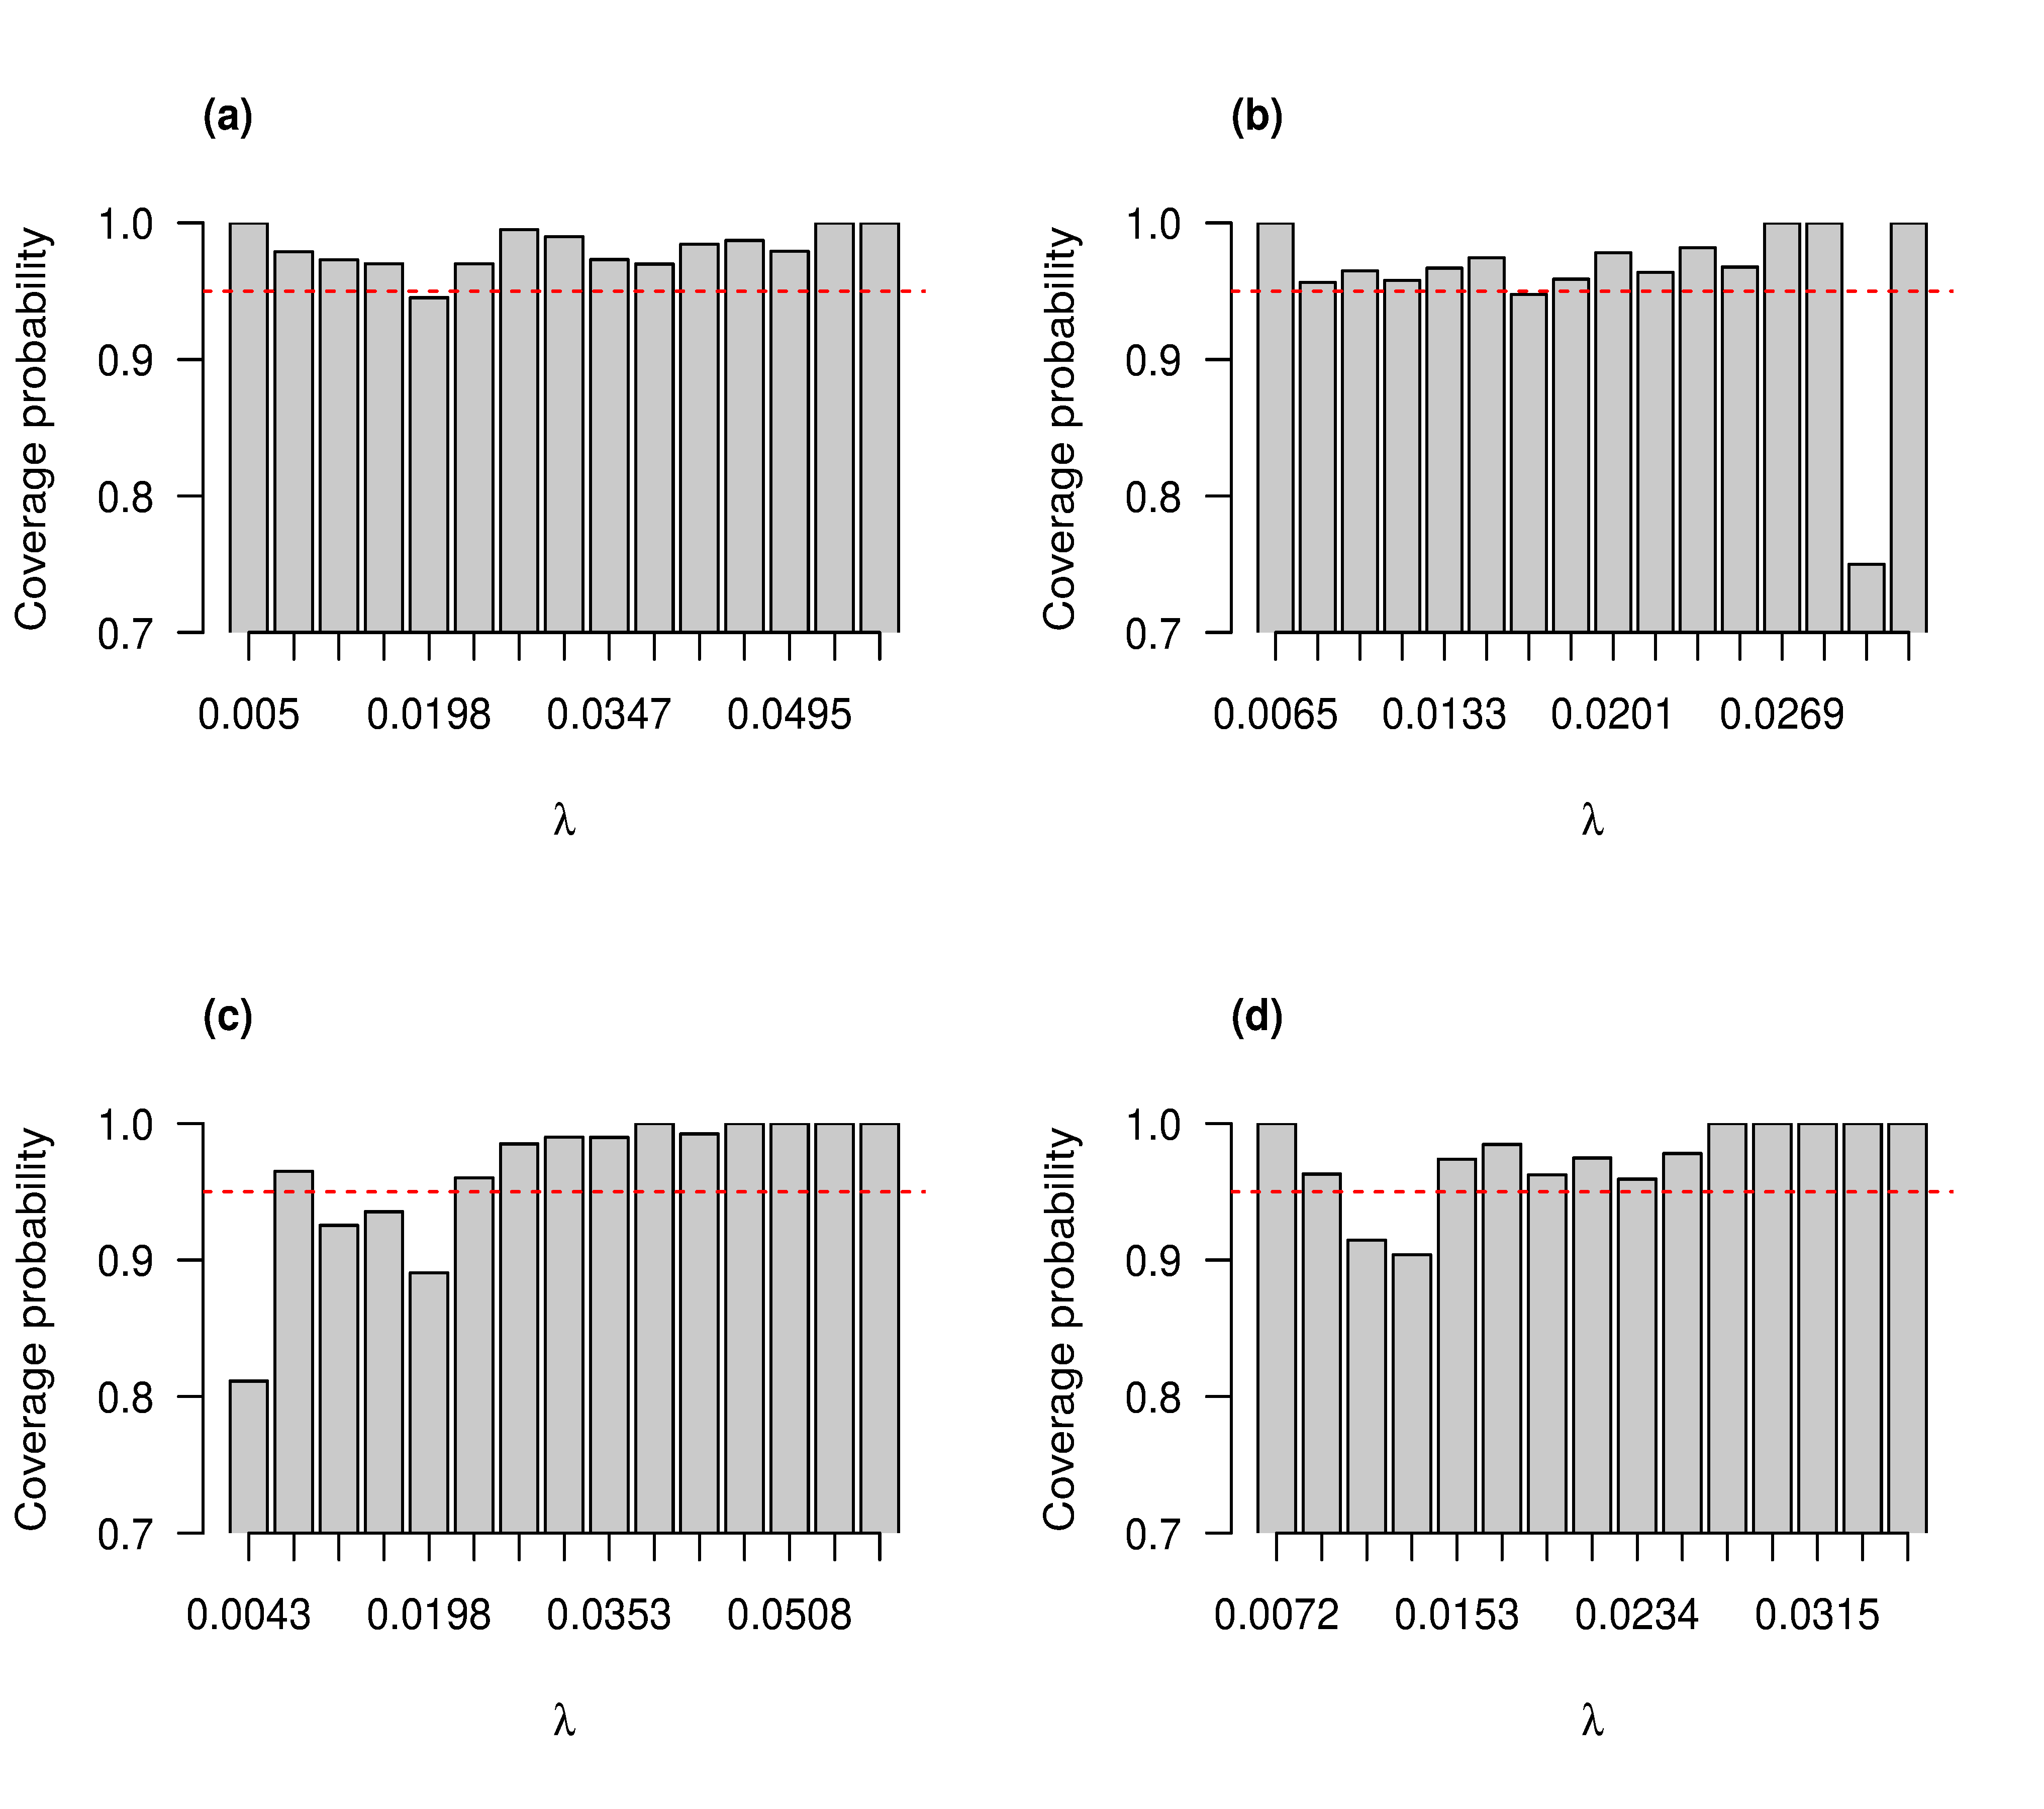 (a)
Coverage probability
1.0
0.9
0.8
0.7
0.005 0.0198 0.0347 0.0495
λ
(b)
Coverage probability
1.0
0.9
0.8
0.7
0.0065 0.0133 0.0201 0.0269
λ
(c)
Coverage probability
1.0
0.9
0.8
0.7
0.0043 0.0198 0.0353 0.0508
λ
(d)
Coverage probability
1.0
0.9
0.8
0.7
0.0072 0.0153 0.0234 0.0315
λ